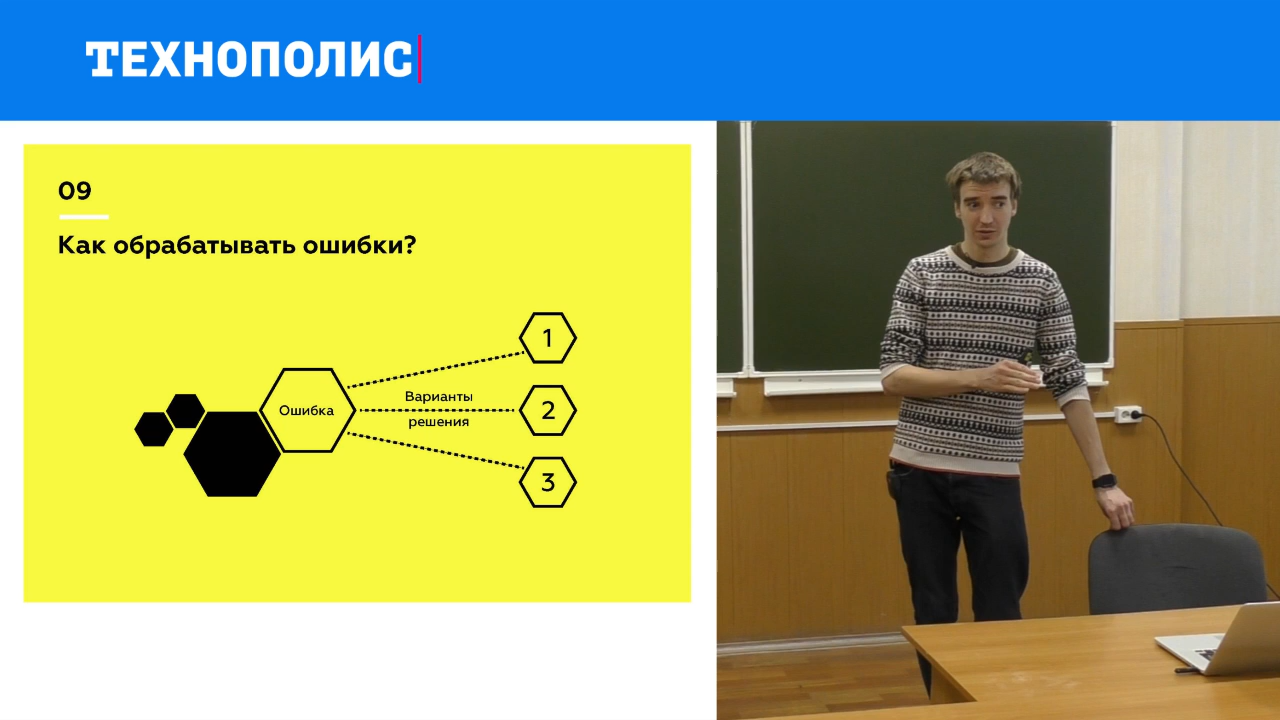 ТЕХНОПОЛИС
09
Как обрабатывать ошибки?
1
Варианты
Ошибка
2
решения
3